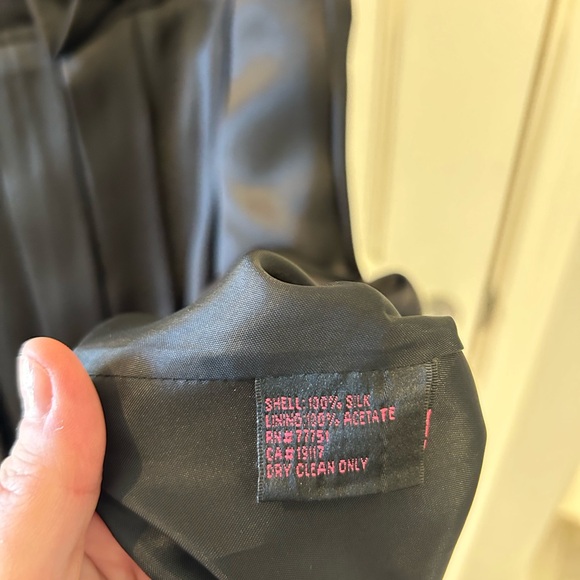 SHELL:100% SILK
LINING:100% ACETATE
RN#77751
CA#19117
DRY CLEAN ONLY